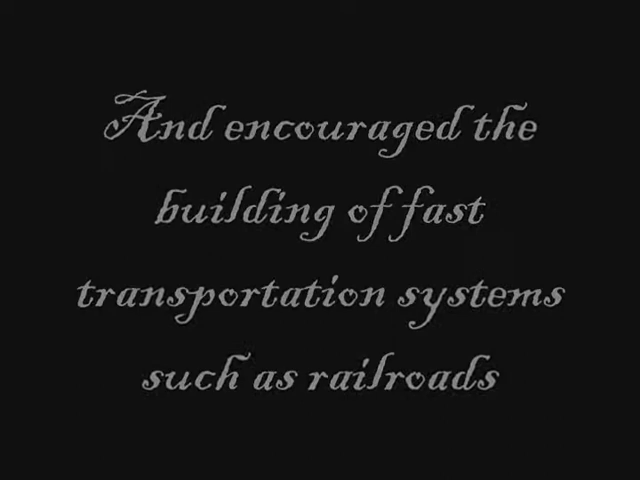 And encouraged the
building of fast
transportation systems
such as railroads